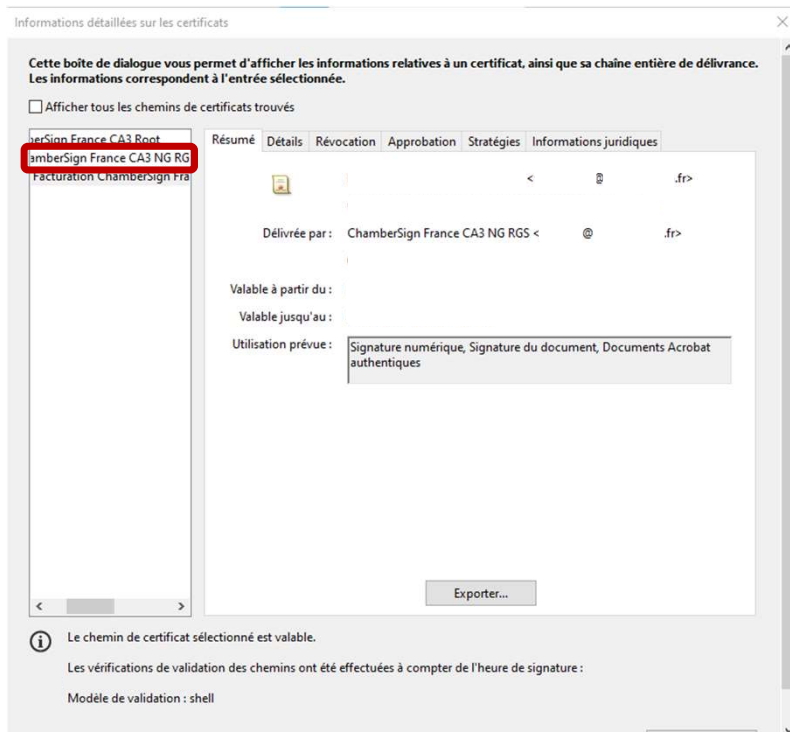 Informations détaillées sur les certificats
Cette boîte de dialogue vous permet d'afficher les informations relatives à un certificat, ainsi que sa chaîne entière de délivrance.
Les informations correspondent à l'entrée sélectionnée.
Afficher tous les chemins de certificats trouvés
erSign France CA3 Root
amberSign France CA3 NG RG
Facturation ChamberSign Fra
Résumé Détails Révocation Approbation Stratégies Informations juridiques
< @ .fr>
Délivrée par : ChamberSign France CA3 NG RGS < @ .fr>
Valable à partir du :
Valable jusqu'au :
Utilisation prévue : Signature numérique, Signature du document, Documents Acrobat
authentiques
Exporter...
Le chemin de certificat sélectionné est valable.
Les vérifications de validation des chemins ont été effectuées à compter de l'heure de signature :
Modèle de validation : shell